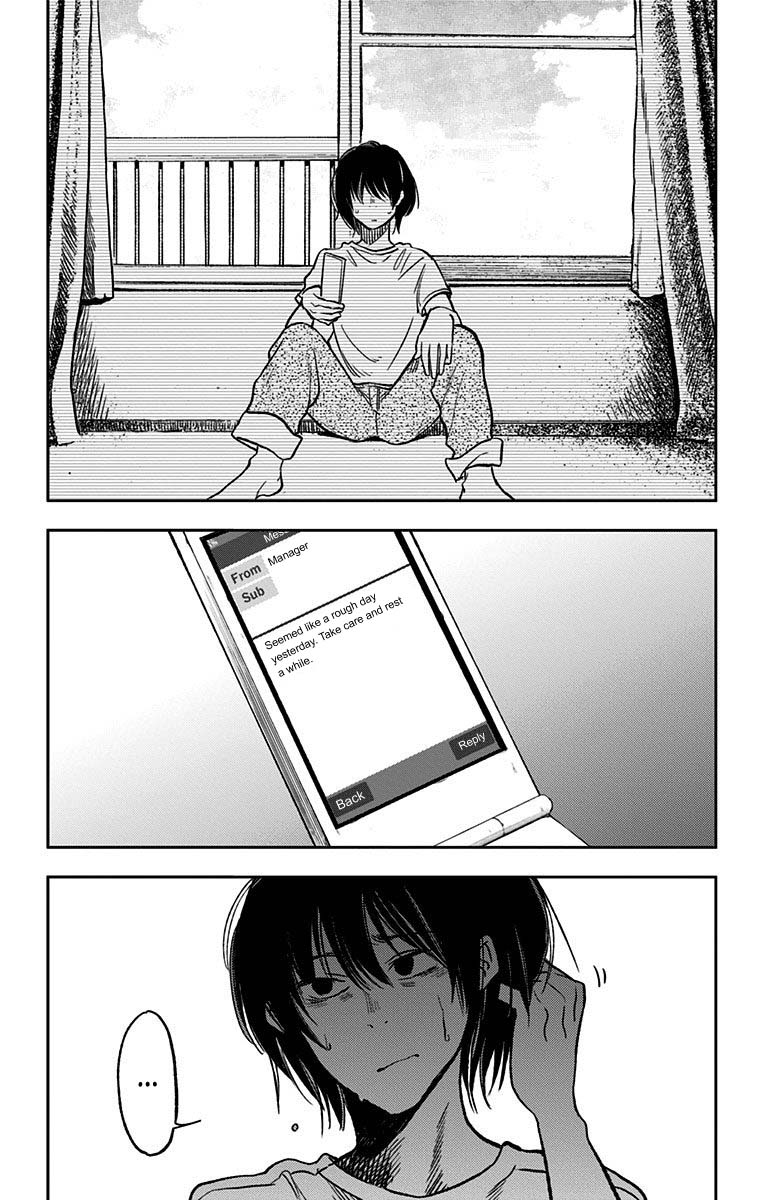 From Manager
Sub
Seemed like a rough day
yesterday. Take care and rest
a while.
Reply
Back
...